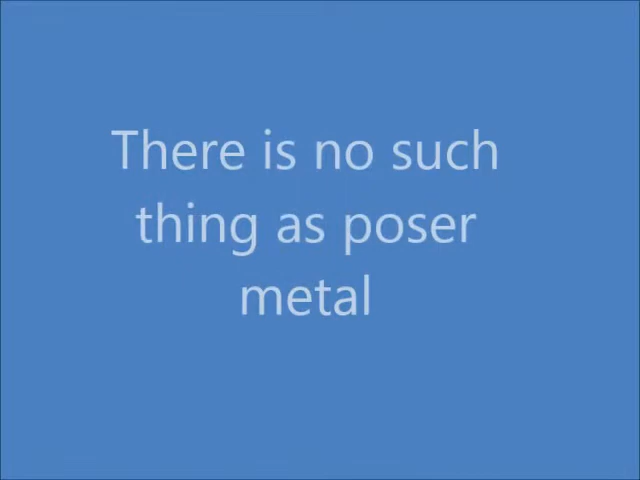 There is no such
thing as poser
metal